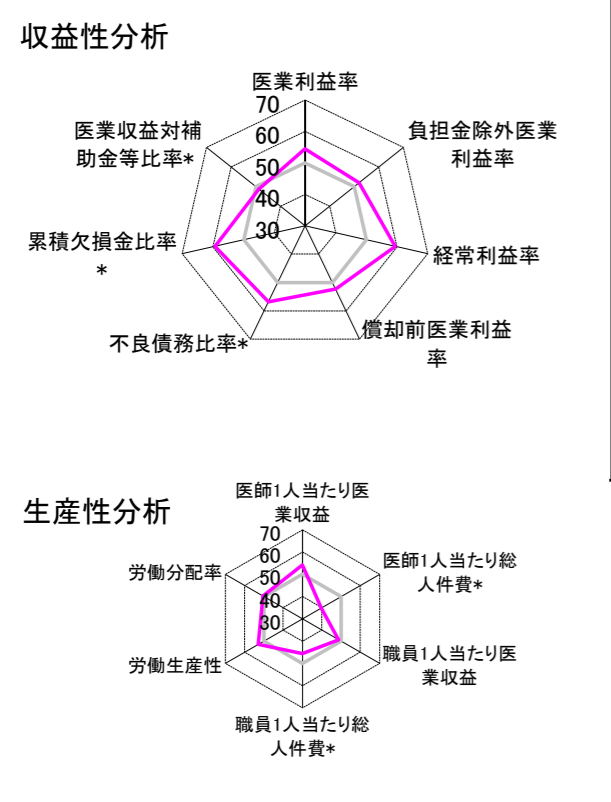 収益性分析
医業利益率
70
60
50
40
30
負担金除外医業
利益率
経常利益率
償却前医業利益
率
不良債務比率*
累積欠損金比率
*
医業収益対補
助金等比率*
生産性分析
医師1人当たり医
業収益
70
60
50
40
30
医師1人当たり総
人件費*
職員1人当たり医
業収益
職員1人当たり総
人件費*
労働生産性
労働分配率